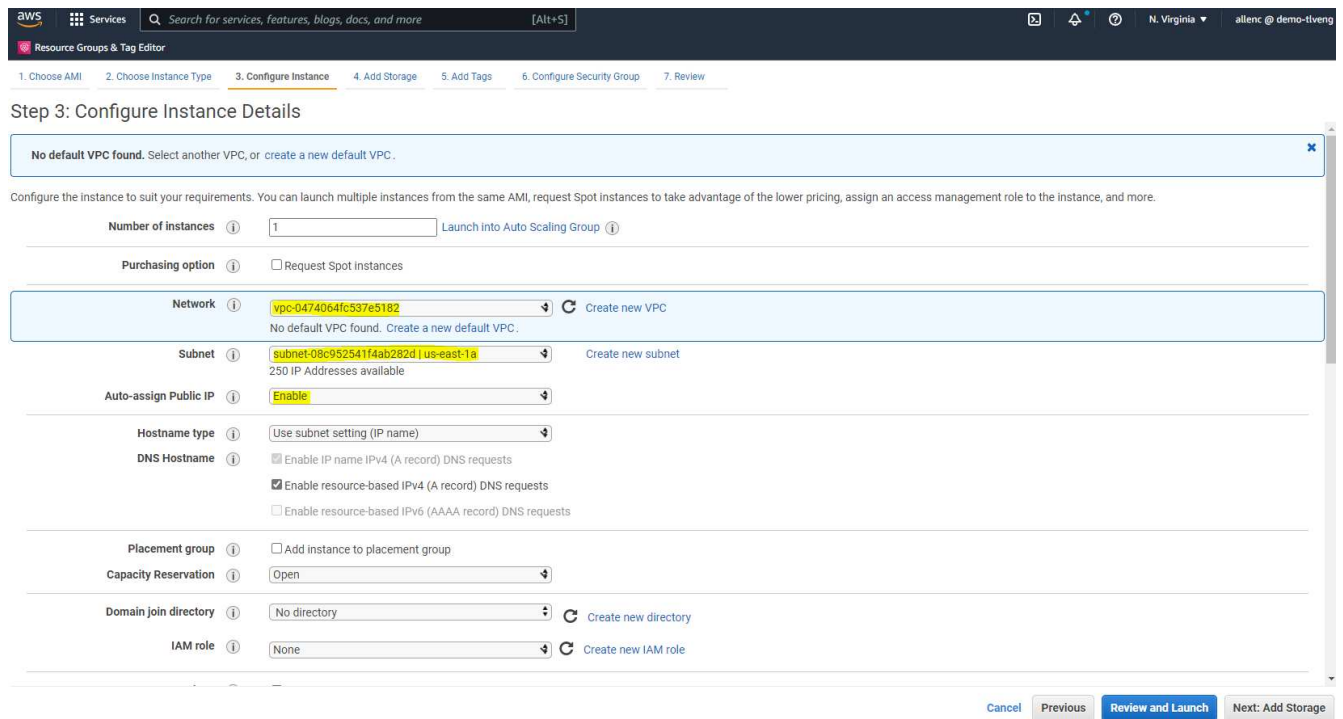 aws Services Search for services, features, blogs, docs, and more [Alt+S] N. Virginia allenc @ demo-tlveng
Resource Groups & Tag Editor
1. Choose AMI 2. Choose Instance Type 3. Configure Instance 4. Add Storage 5. Add Tags 6. Configure Security Group 7. Review
Step 3: Configure Instance Details
No default VPC found. Select another VPC, or create a new default VPC.
Configure the instance to suit your requirements. You can launch multiple instances from the same AMI, request Spot instances to take advantage of the lower pricing, assign an access management role to the instance, and more.
Number of instances 1 Launch into Auto Scaling Group
Purchasing option Request Spot instances
Network vpc-0474064fc537e5182 Create new VPC
No default VPC found. Create a new default VPC.
Subnet subnet-08c952541f4ab282d | us-east-1a Create new subnet
250 IP Addresses available
Auto-assign Public IP Enable
Hostname type Use subnet setting (IP name)
DNS Hostname Enable IP name IPv4 (A record) DNS requests
Enable resource-based IPv4 (A record) DNS requests
Enable resource-based IPv6 (AAAA record) DNS requests
Placement group Add instance to placement group
Capacity Reservation Open
Domain join directory No directory Create new directory
IAM role None Create new IAM role
Cancel Previous Review and Launch Next: Add Storage